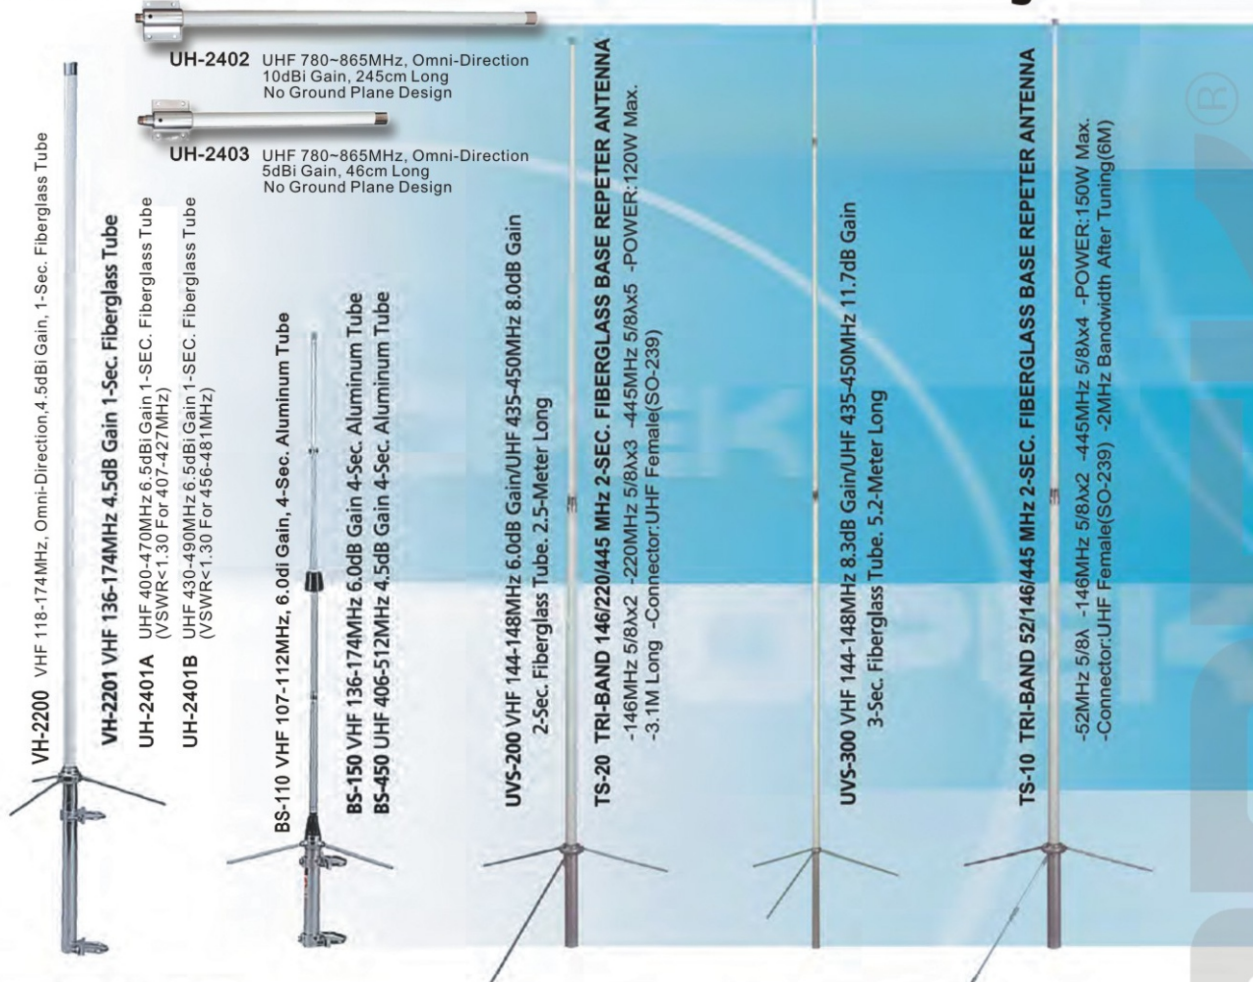 UH-2402 UHF 780~865MHz, Omni-Direction
10dBi Gain, 245cm Long
No Ground Plane Design
UH-2403 UHF 780~865MHz, Omni-Direction
5dBi Gain, 46cm Long
No Ground Plane Design
VH-2200 VHF 118-174MHz, Omni-Direction,4.5dBi Gain, 1-Sec. Fiberglass Tube
VH-2201 VHF 136-174MHz 4.5dB Gain 1-Sec. Fiberglass Tube
UH-2401A UHF 400-470MHz 6.5dBi Gain 1-SEC. Fiberglass Tube
(VSWR<1.30 For 407-427MHz)
UH-2401B UHF 430-490MHz 6.5dBi Gain 1-SEC. Fiberglass Tube
(VSWR<1.30 For 456-481MHz)
BS-110 VHF 107-112MHz, 6.0di Gain, 4-Sec. Aluminum Tube
BS-150 VHF 136-174MHz 6.0dB Gain 4-Sec. Aluminum Tube
BS-450 UHF 406-512MHz 4.5dB Gain 4-Sec. Aluminum Tube
UVS-200 VHF 144-148MHz 6.0dB Gain/UHF 435-450MHz 8.0dB Gain
2-Sec. Fiberglass Tube. 2.5-Meter Long
TS-20 TRI-BAND 146/220/445 MHz 2-SEC. FIBERGLASS BASE REPETER ANTENNA
-146MHz 5/8λx2 -220MHz 5/8λx3 -445MHz 5/8λx5 -POWER:120W Max.
-3.1M Long -Connector:UHF Female(SO-239)
UVS-300 VHF 144-148MHz 8.3dB Gain/UHF 435-450MHz 11.7dB Gain
3-Sec. Fiberglass Tube. 5.2-Meter Long
TS-10 TRI-BAND 52/146/445 MHz 2-SEC. FIBERGLASS BASE REPETER ANTENNA
-52MHz 5/8λ -146MHz 5/8λx2 -445MHz 5/8λx4 -POWER:150W Max.
-Connector:UHF Female(SO-239) -2MHz Bandwidth After Tuning(6M)
®